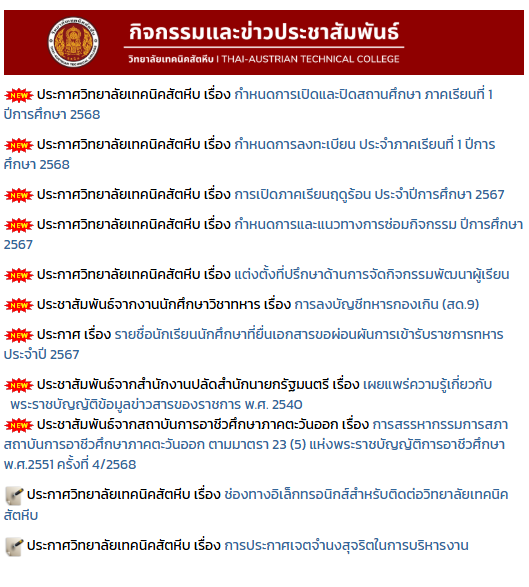 กิจกรรมและข่าวประชาสัมพันธ์
วิทยาลัยเทคนิคสัตหีบ | THAI-AUSTRIAN TECHNICAL COLLEGE
NEW ประกาศวิทยาลัยเทคนิคสัตหีบ เรื่อง กำหนดการเปิดและปิดสถานศึกษา ภาคเรียนที่ 1
ปีการศึกษา 2568
NEW ประกาศวิทยาลัยเทคนิคสัตหีบ เรื่อง กำหนดการลงทะเบียน ประจำภาคเรียนที่ 1 ปีการ
ศึกษา 2568
NEW ประกาศวิทยาลัยเทคนิคสัตหีบ เรื่อง การเปิดภาคเรียนฤดูร้อน ประจำปีการศึกษา 2567
NEW ประกาศวิทยาลัยเทคนิคสัตหีบ เรื่อง กำหนดการและแนวทางการซ่อมกิจกรรม ปีการศึกษา
2567
NEW ประกาศวิทยาลัยเทคนิคสัตหีบ เรื่อง แต่งตั้งที่ปรึกษาด้านการจัดกิจกรรมพัฒนาผู้เรียน
NEW ประชาสัมพันธ์จากงานนักศึกษาวิชาทหาร เรื่อง การลงบัญชีทหารกองเกิน (สด.9)
NEW ประกาศ เรื่อง รายชื่อนักเรียนนักศึกษาที่ยื่นเอกสารขอผ่อนผันการเข้ารับราชการทหาร
ประจำปี 2567
NEW ประชาสัมพันธ์จากสำนักงานปลัดสำนักนายกรัฐมนตรี เรื่อง เผยแพร่ความรู้เกี่ยวกับ
พระราชบัญญัติข้อมูลข่าวสารของราชการ พ.ศ. 2540
NEW ประชาสัมพันธ์จากสถาบันการอาชีวศึกษาภาคตะวันออก เรื่อง การสรรหากรรมการสภา
สถาบันการอาชีวศึกษาภาคตะวันออก ตามมาตรา 23 (5) แห่งพระราชบัญญัติการอาชีวศึกษา
พ.ศ.2551 ครั้งที่ 4/2568
ประกาศวิทยาลัยเทคนิคสัตหีบ เรื่อง ช่องทางอิเล็กทรอนิกส์สำหรับติดต่อวิทยาลัยเทคนิค
สัตหีบ
ประกาศวิทยาลัยเทคนิคสัตหีบ เรื่อง การประกาศเจตจำนงสุจริตในการบริหารงาน